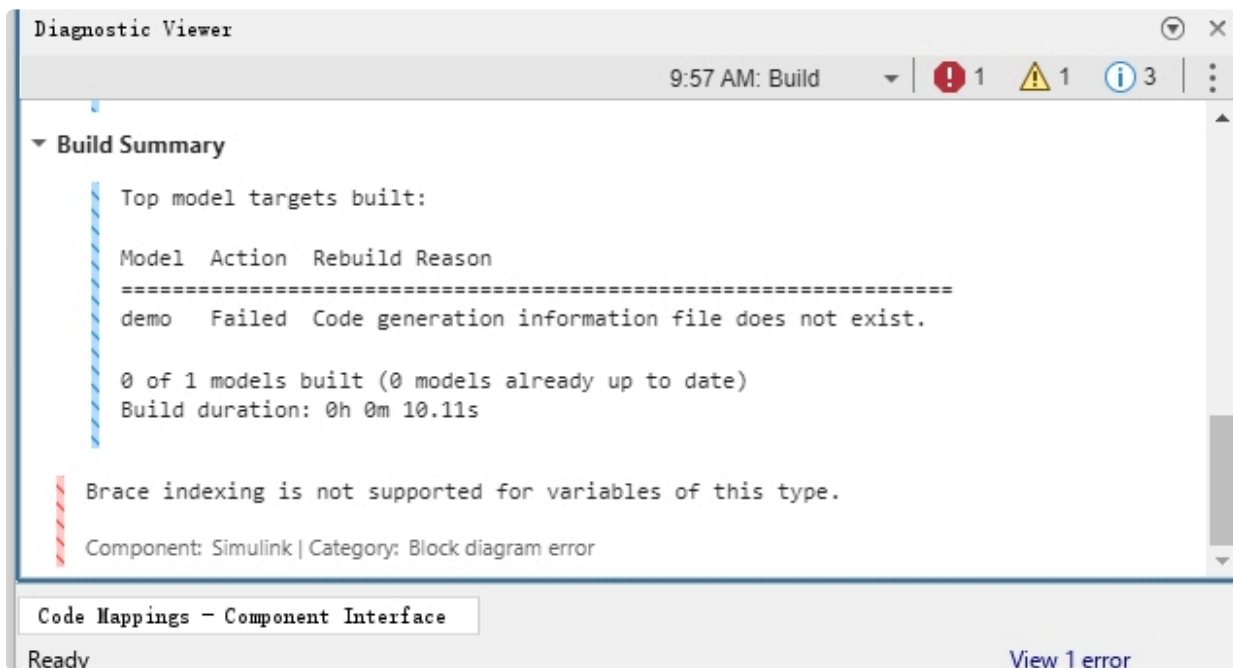 Diagnostic Viewer
9:57 AM: Build 1 1 3
Build Summary
Top model targets built:
Model Action Rebuild Reason
=================================================================
demo Failed Code generation information file does not exist.
0 of 1 models built (0 models already up to date)
Build duration: 0h 0m 10.11s
Brace indexing is not supported for variables of this type.
Component: Simulink | Category: Block diagram error
Code Mappings - Component Interface
Ready View 1 error